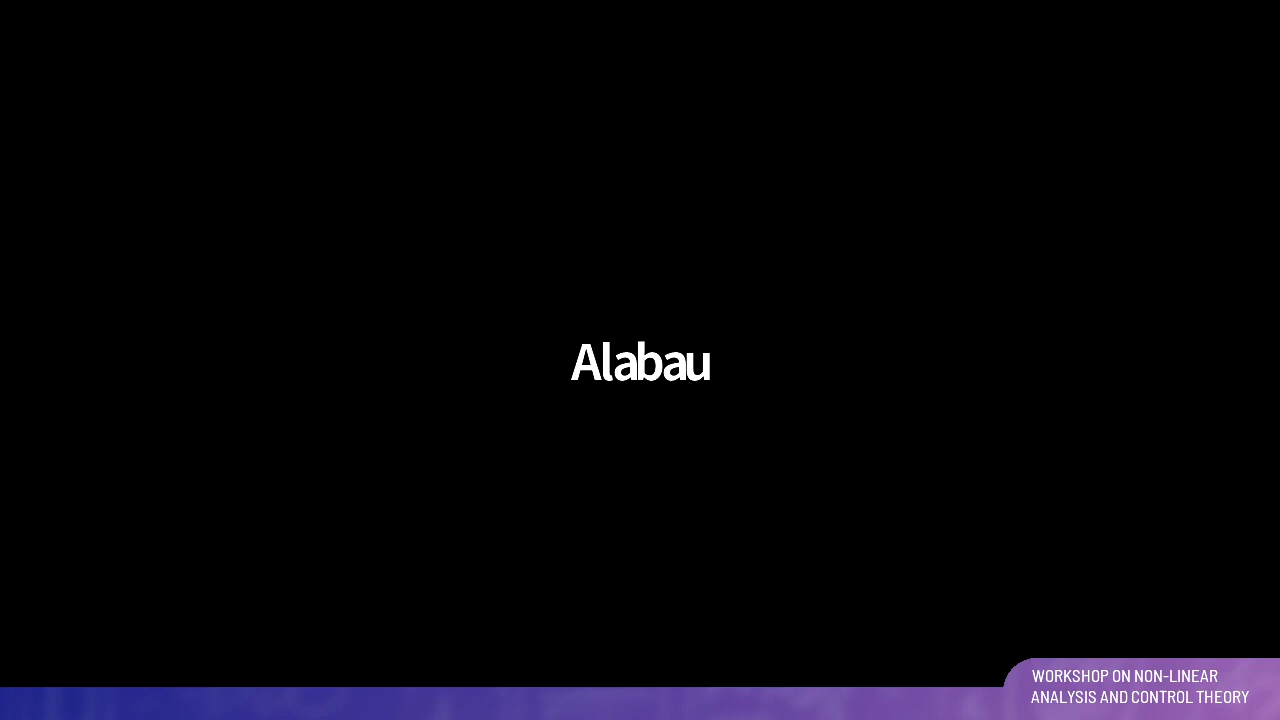 Alabau
WORKSHOP ON NON-LINEAR
ANALYSIS AND CONTROL THEORY